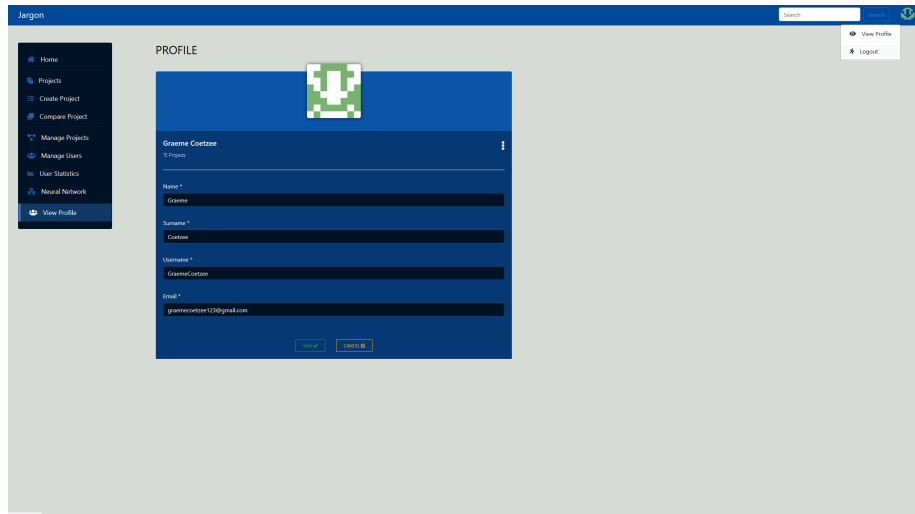 Jargon
Search
Search
View Profile
Logout
Home
Projects
Create Project
Compare Project
Manage Projects
Manage Users
User Statistics
Neural Network
View Profile
PROFILE
Graeme Coetzee
15 Projects
Name *
Graeme
Surname *
Coetzee
Username *
GraemeCoetzee
Email *
graemecoetzee123@gmail.com
SAVE
CANCEL